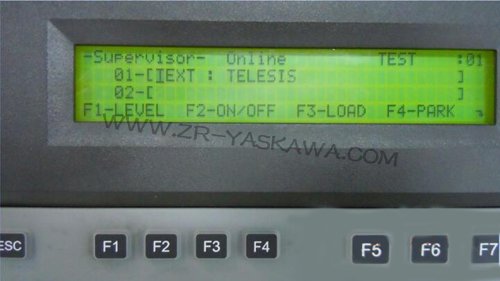 -Supervisor- Online TEST :01
01-[TEXT : TELESIS ]
02-[ ]
F1-LEVEL F2-ON/OFF F3-LOAD F4-PARK
WWW.ZR-YASKAWA.COM
ESC F1 F2 F3 F4 F5 F6 F7